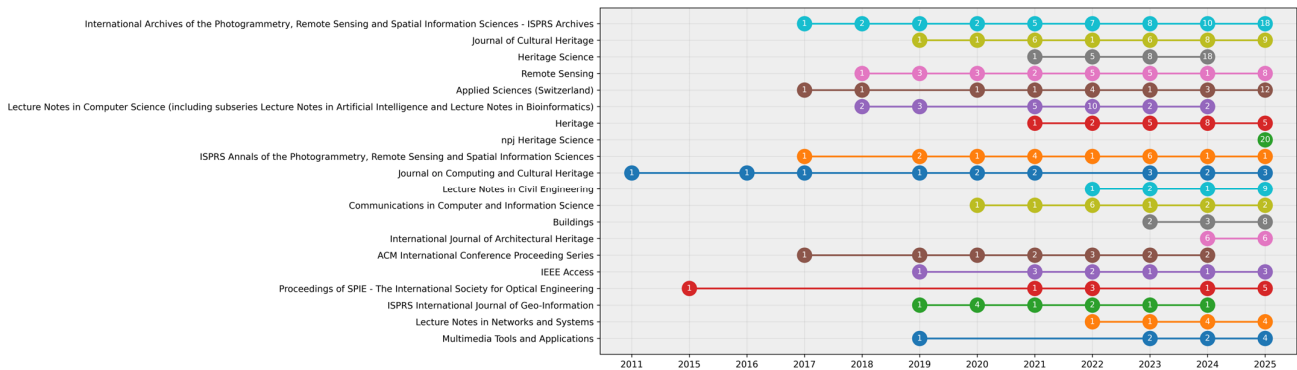 International Archives of the Photogrammetry, Remote Sensing and Spatial Information Sciences - ISPRS Archives 1 2 7 2 5 7 8 10 18
Journal of Cultural Heritage 1 1 6 1 6 8 9
Heritage Science 1 5 8 18
Remote Sensing 1 3 3 2 5 5 1 8
Applied Sciences (Switzerland) 1 1 1 4 1 3 12
Lecture Notes in Computer Science (including subseries Lecture Notes in Artificial Intelligence and Lecture Notes in Bioinformatics) 2 3 5 10 2 2
Heritage 1 2 5 8 5
npj Heritage Science 20
ISPRS Annals of the Photogrammetry, Remote Sensing and Spatial Information Sciences 1 2 1 4 1 6 1 1
Journal on Computing and Cultural Heritage 1 1 1 1 2 2 3 2 3
Lecture Notes in Civil Engineering 1 2 1 9
Communications in Computer and Information Science 1 1 6 1 2 2
Buildings 2 3 8
International Journal of Architectural Heritage 6 6
ACM International Conference Proceeding Series 1 1 1 2 2 3 2
IEEE Access 1 3 2 1 1 3
Proceedings of SPIE - The International Society for Optical Engineering 1 1 3 1 5
ISPRS International Journal of Geo-Information 1 4 1 2 1 1
Lecture Notes in Networks and Systems 1 1 4 4
Multimedia Tools and Applications 1 2 2 4
2011 2015 2016 2017 2018 2019 2020 2021 2022 2023 2024 2025